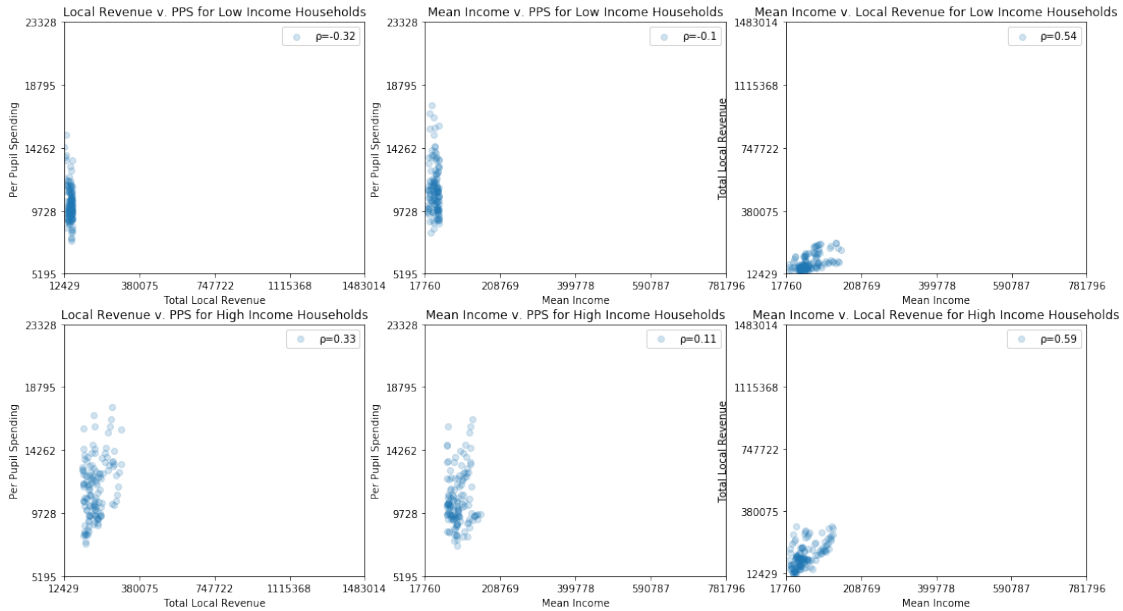 Local Revenue v. PPS for Low Income Households
23328
18795
14262
9728
5195
Per Pupil Spending
ρ=-0.32
12429 380075 747722 1115368 1483014
Total Local Revenue
Mean Income v. PPS for Low Income Households
23328
18795
14262
9728
5195
Per Pupil Spending
ρ=-0.1
17760 208769 399778 590787 781796
Mean Income
Mean Income v. Local Revenue for Low Income Households
1483014
1115368
747722
380075
12429
Total Local Revenue
ρ=0.54
17760 208769 399778 590787 781796
Mean Income
Local Revenue v. PPS for High Income Households
23328
18795
14262
9728
5195
Per Pupil Spending
ρ=0.33
12429 380075 747722 1115368 1483014
Total Local Revenue
Mean Income v. PPS for High Income Households
23328
18795
14262
9728
5195
Per Pupil Spending
ρ=0.11
17760 208769 399778 590787 781796
Mean Income
Mean Income v. Local Revenue for High Income Households
1483014
1115368
747722
380075
12429
Total Local Revenue
ρ=0.59
17760 208769 399778 590787 781796
Mean Income